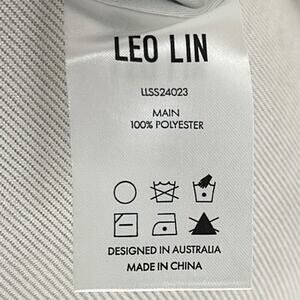 LEO LIN
LLSS24023
MAIN
100% POLYESTER
DESIGNED IN AUSTRALIA
MADE IN CHINA